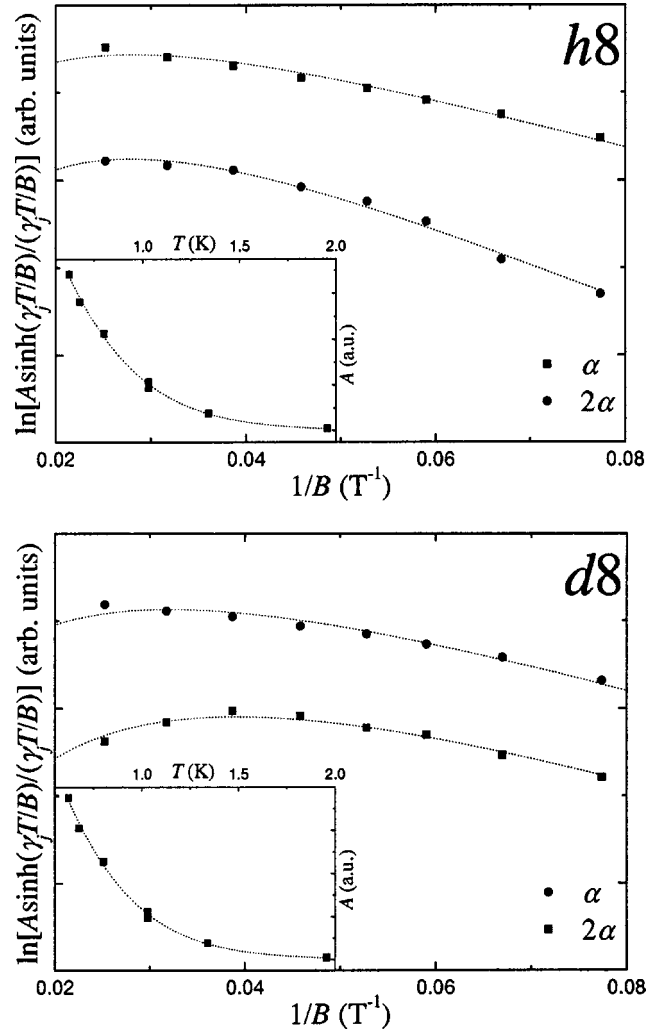 h8
ln[Asinh(γjT/B)/(γjT/B)] (arb. units)
T (K)
1.0 1.5 2.0
A (a.u.)
■ α
● 2α
0.02 0.04 0.06 0.08
1/B (T⁻¹)
d8
ln[Asinh(γjT/B)/(γjT/B)] (arb. units)
T (K)
1.0 1.5 2.0
A (a.u.)
● α
■ 2α
0.02 0.04 0.06 0.08
1/B (T⁻¹)